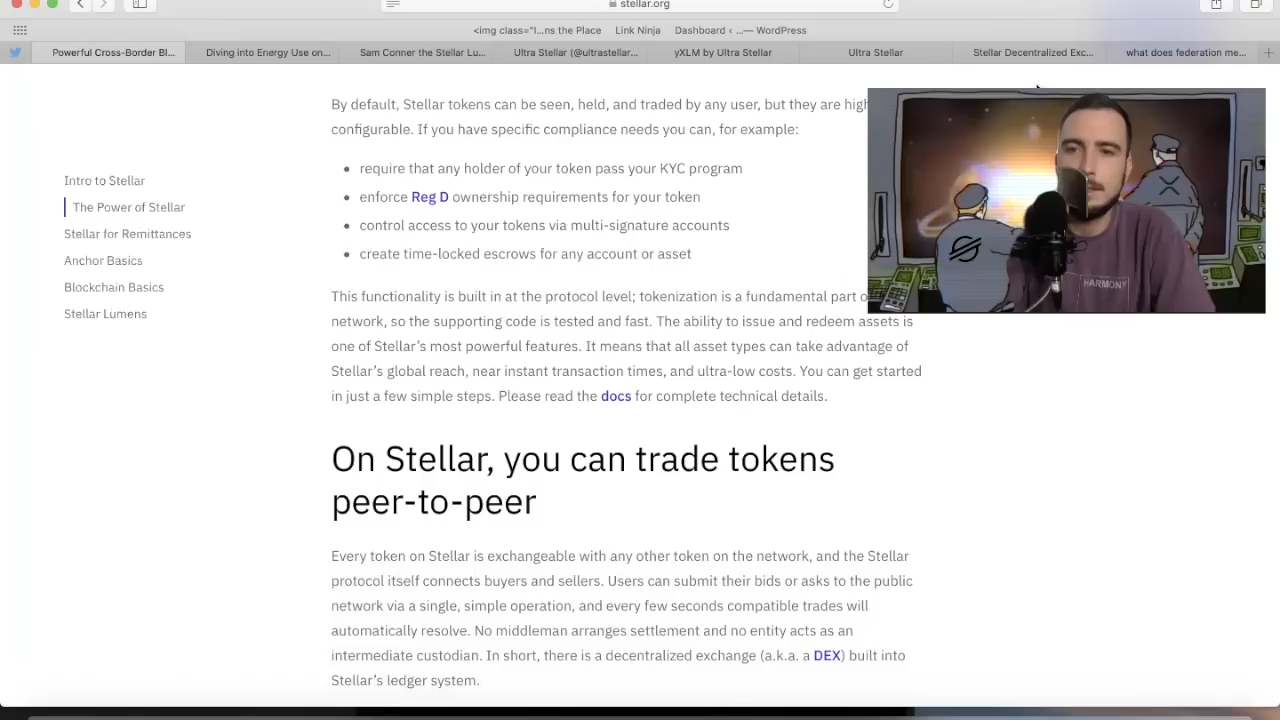 stellar.org
<img class="l...ns the Place Link Ninja Dashboard ‹ ...— WordPress
Powerful Cross-Border Bl... Diving into Energy Use on... Sam Conner the Stellar Lu... Ultra Stellar (@ultrastellar... yXLM by Ultra Stellar Ultra Stellar Stellar Decentralized Exc... what does federation me...
Intro to Stellar
The Power of Stellar
Stellar for Remittances
Anchor Basics
Blockchain Basics
Stellar Lumens
By default, Stellar tokens can be seen, held, and traded by any user, but they are
configurable. If you have specific compliance needs you can, for example:
• require that any holder of your token pass your KYC program
• enforce Reg D ownership requirements for your token
• control access to your tokens via multi-signature accounts
• create time-locked escrows for any account or asset
This functionality is built in at the protocol level; tokenization is a fundamental part
network, so the supporting code is tested and fast. The ability to issue and redeem assets is
one of Stellar’s most powerful features. It means that all asset types can take advantage of
Stellar’s global reach, near instant transaction times, and ultra-low costs. You can get started
in just a few simple steps. Please read the docs for complete technical details.
On Stellar, you can trade tokens
peer-to-peer
Every token on Stellar is exchangeable with any other token on the network, and the Stellar
protocol itself connects buyers and sellers. Users can submit their bids or asks to the public
network via a single, simple operation, and every few seconds compatible trades will
automatically resolve. No middleman arranges settlement and no entity acts as an
intermediate custodian. In short, there is a decentralized exchange (a.k.a. a DEX) built into
Stellar’s ledger system.
HARMONY